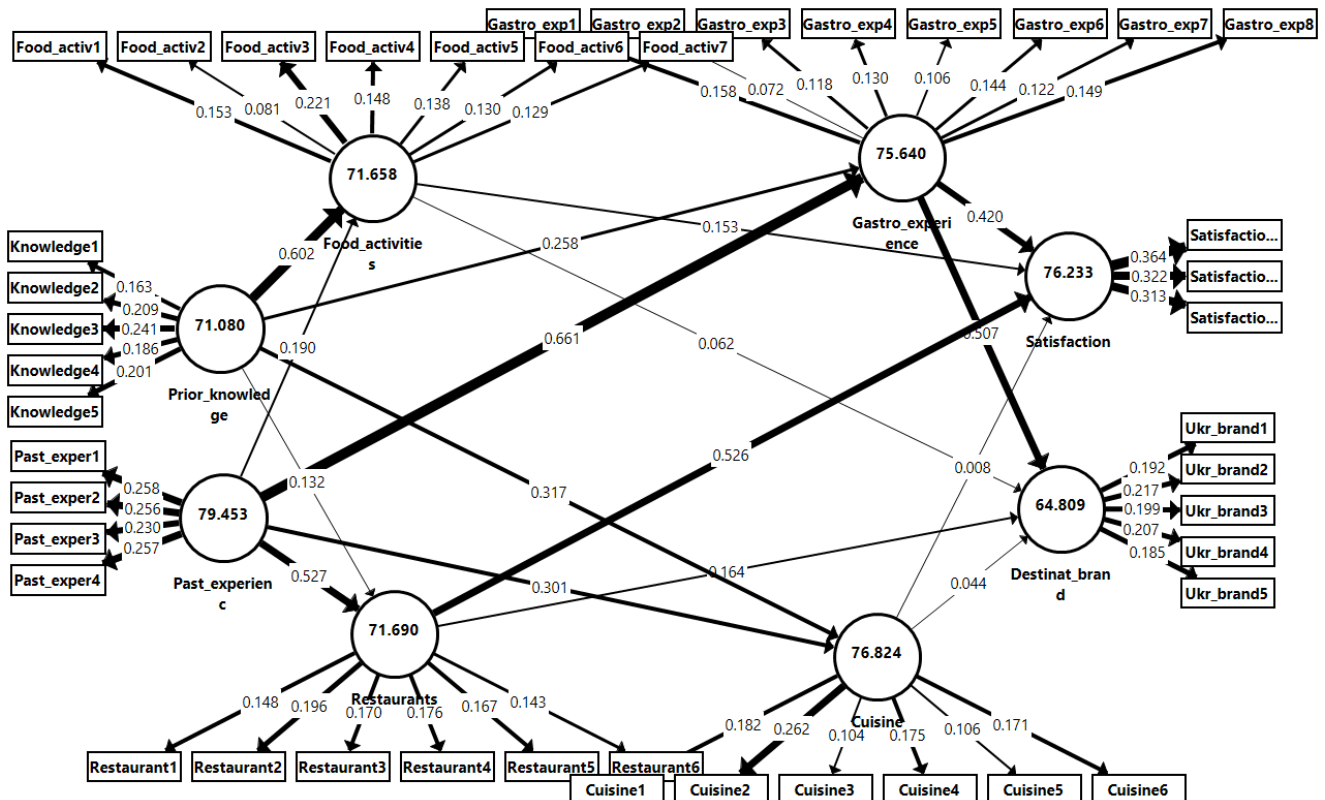 Gastro_exp1
Gastro_exp2
Gastro_exp3
Gastro_exp4
Gastro_exp5
Gastro_exp6
Gastro_exp7
Gastro_exp8
Food_activ1
Food_activ2
Food_activ3
Food_activ4
Food_activ5
Food_activ6
Food_activ7
0.153
0.081
0.221
0.148
0.138
0.130
0.129
0.158
0.072
0.118
0.130
0.106
0.144
0.122
0.149
71.658
Food_activitie
s
75.640
Gastro_experi
ence
0.602
0.258
0.153
0.420
Knowledge1
Knowledge2
Knowledge3
Knowledge4
Knowledge5
0.163
0.209
0.241
0.186
0.201
71.080
Prior_knowled
ge
0.190
0.661
0.062
0.507
76.233
Satisfaction
0.364
0.322
0.313
Satisfactio...
Satisfactio...
Satisfactio...
Past_exper1
Past_exper2
Past_exper3
Past_exper4
0.258
0.256
0.230
0.257
79.453
Past_experien
c
0.132
0.317
0.526
0.008
0.527
0.301
0.164
0.044
64.809
Destinat_bran
d
0.192
0.217
0.199
0.207
0.185
Ukr_brand1
Ukr_brand2
Ukr_brand3
Ukr_brand4
Ukr_brand5
71.690
Restaurants
0.148
0.196
0.170
0.176
0.167
0.143
Restaurant1
Restaurant2
Restaurant3
Restaurant4
Restaurant5
Restaurant6
76.824
Cuisine
0.182
0.262
0.104
0.175
0.106
0.171
Cuisine1
Cuisine2
Cuisine3
Cuisine4
Cuisine5
Cuisine6